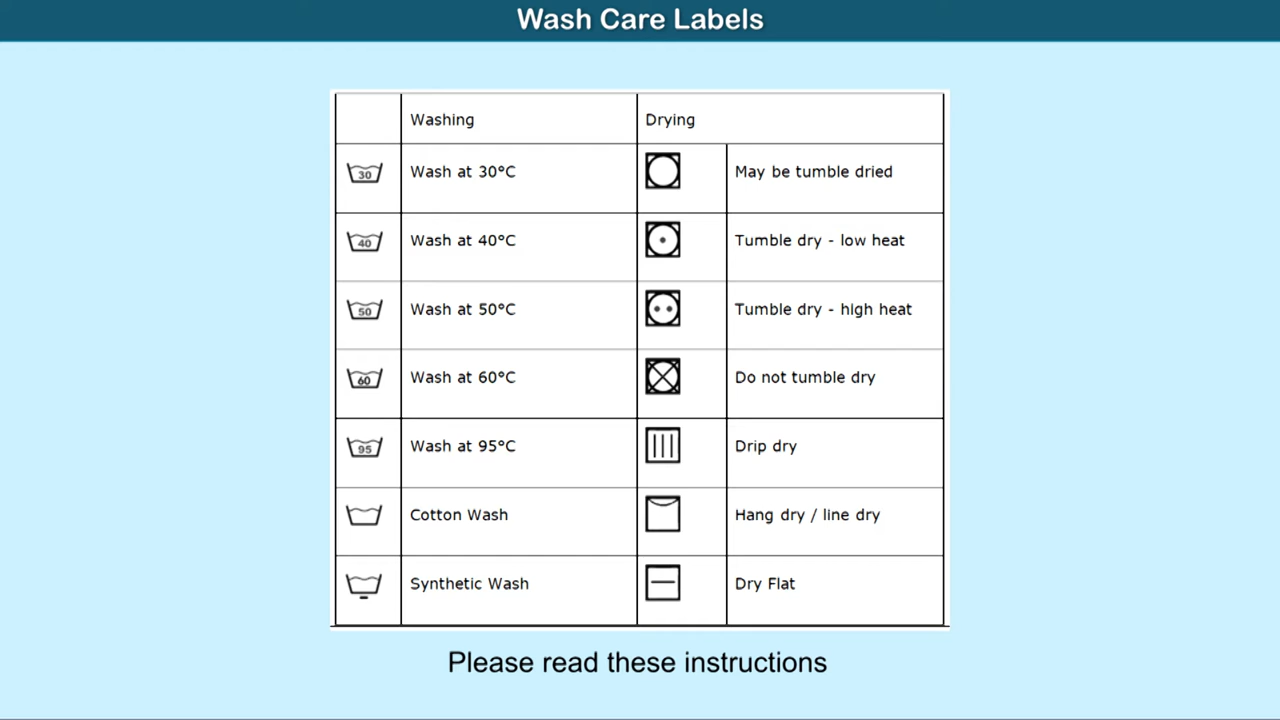 Wash Care Labels
Washing Drying
30 Wash at 30°C May be tumble dried
40 Wash at 40°C Tumble dry - low heat
50 Wash at 50°C Tumble dry - high heat
60 Wash at 60°C Do not tumble dry
95 Wash at 95°C Drip dry
Cotton Wash Hang dry / line dry
Synthetic Wash Dry Flat
Please read these instructions